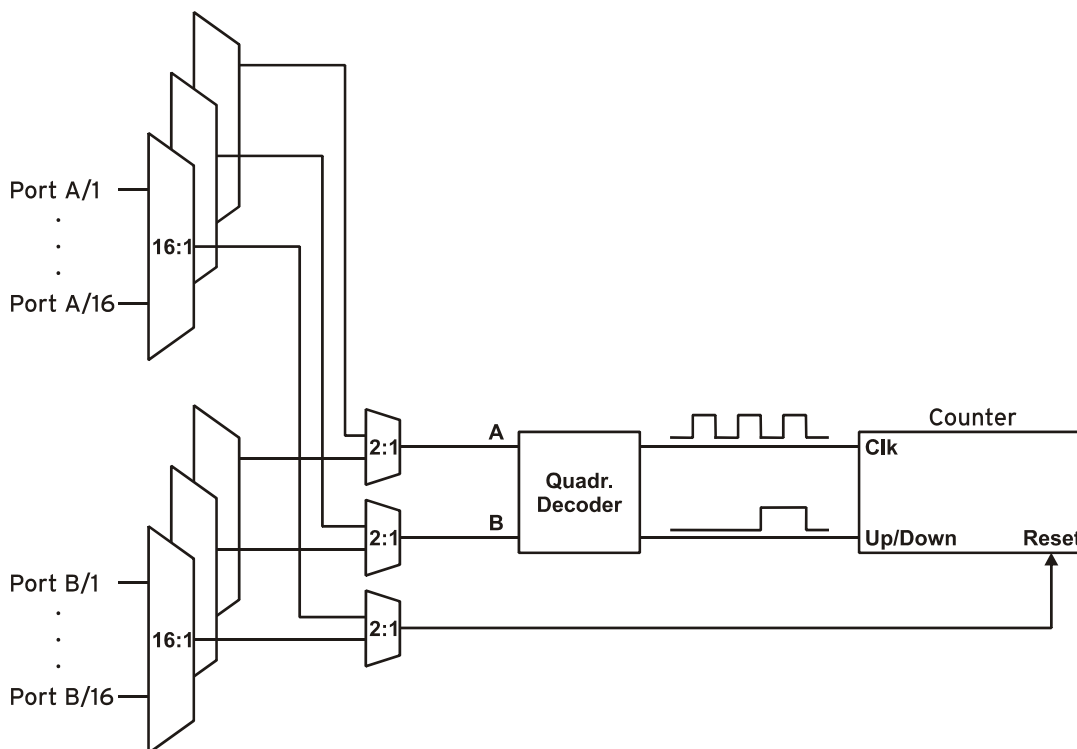 Port A/1
.
.
.
16:1
Port A/16
Port B/1
.
.
.
16:1
Port B/16
2:1
2:1
2:1
A
B
Quadr.
Decoder
Counter
Clk
Up/Down
Reset